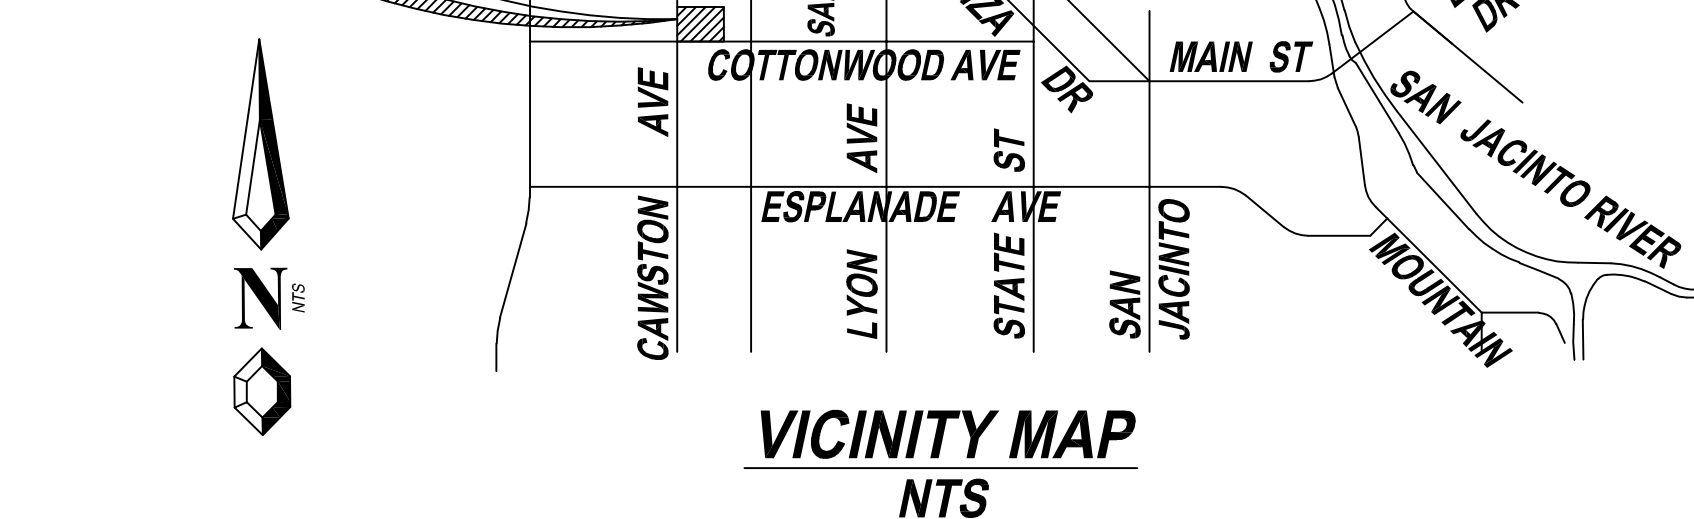 COTTONWOOD AVE
MAIN ST
DR
SAN JACINTO RIVER
CAWSTON AVE
LYON AVE
STATE ST
ESPLANADE AVE
SAN
JACINTO
MOUNTAIN
N
NTS
VICINITY MAP
NTS